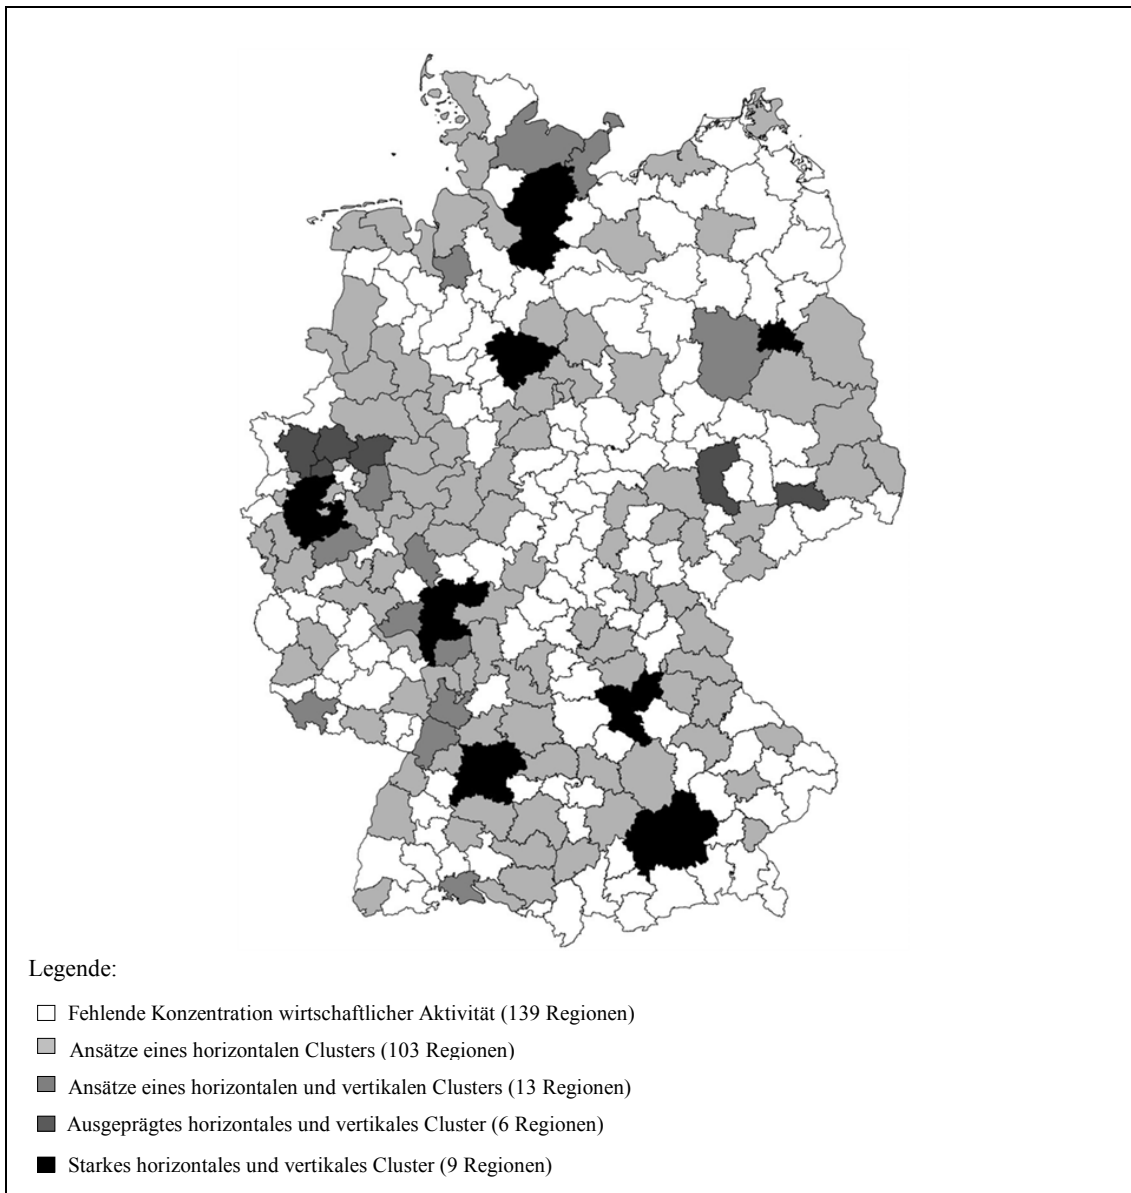 Legende:
Fehlende Konzentration wirtschaftlicher Aktivität (139 Regionen)
Ansätze eines horizontalen Clusters (103 Regionen)
Ansätze eines horizontalen und vertikalen Clusters (13 Regionen)
Ausgeprägtes horizontales und vertikales Cluster (6 Regionen)
Starkes horizontales und vertikales Cluster (9 Regionen)